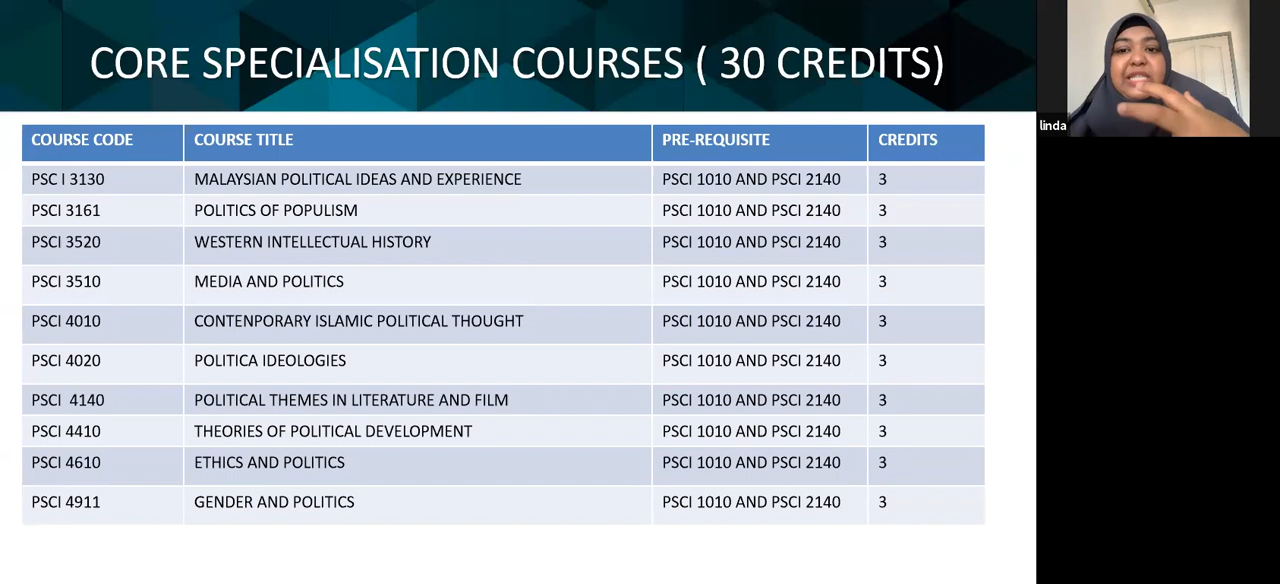 CORE SPECIALISATION COURSES ( 30 CREDITS)
linda
COURSE CODE COURSE TITLE PRE-REQUISITE CREDITS
PSC I 3130 MALAYSIAN POLITICAL IDEAS AND EXPERIENCE PSCI 1010 AND PSCI 2140 3
PSCI 3161 POLITICS OF POPULISM PSCI 1010 AND PSCI 2140 3
PSCI 3520 WESTERN INTELLECTUAL HISTORY PSCI 1010 AND PSCI 2140 3
PSCI 3510 MEDIA AND POLITICS PSCI 1010 AND PSCI 2140 3
PSCI 4010 CONTENPORARY ISLAMIC POLITICAL THOUGHT PSCI 1010 AND PSCI 2140 3
PSCI 4020 POLITICA IDEOLOGIES PSCI 1010 AND PSCI 2140 3
PSCI  4140 POLITICAL THEMES IN LITERATURE AND FILM PSCI 1010 AND PSCI 2140 3
PSCI 4410 THEORIES OF POLITICAL DEVELOPMENT PSCI 1010 AND PSCI 2140 3
PSCI 4610 ETHICS AND POLITICS PSCI 1010 AND PSCI 2140 3
PSCI 4911 GENDER AND POLITICS PSCI 1010 AND PSCI 2140 3